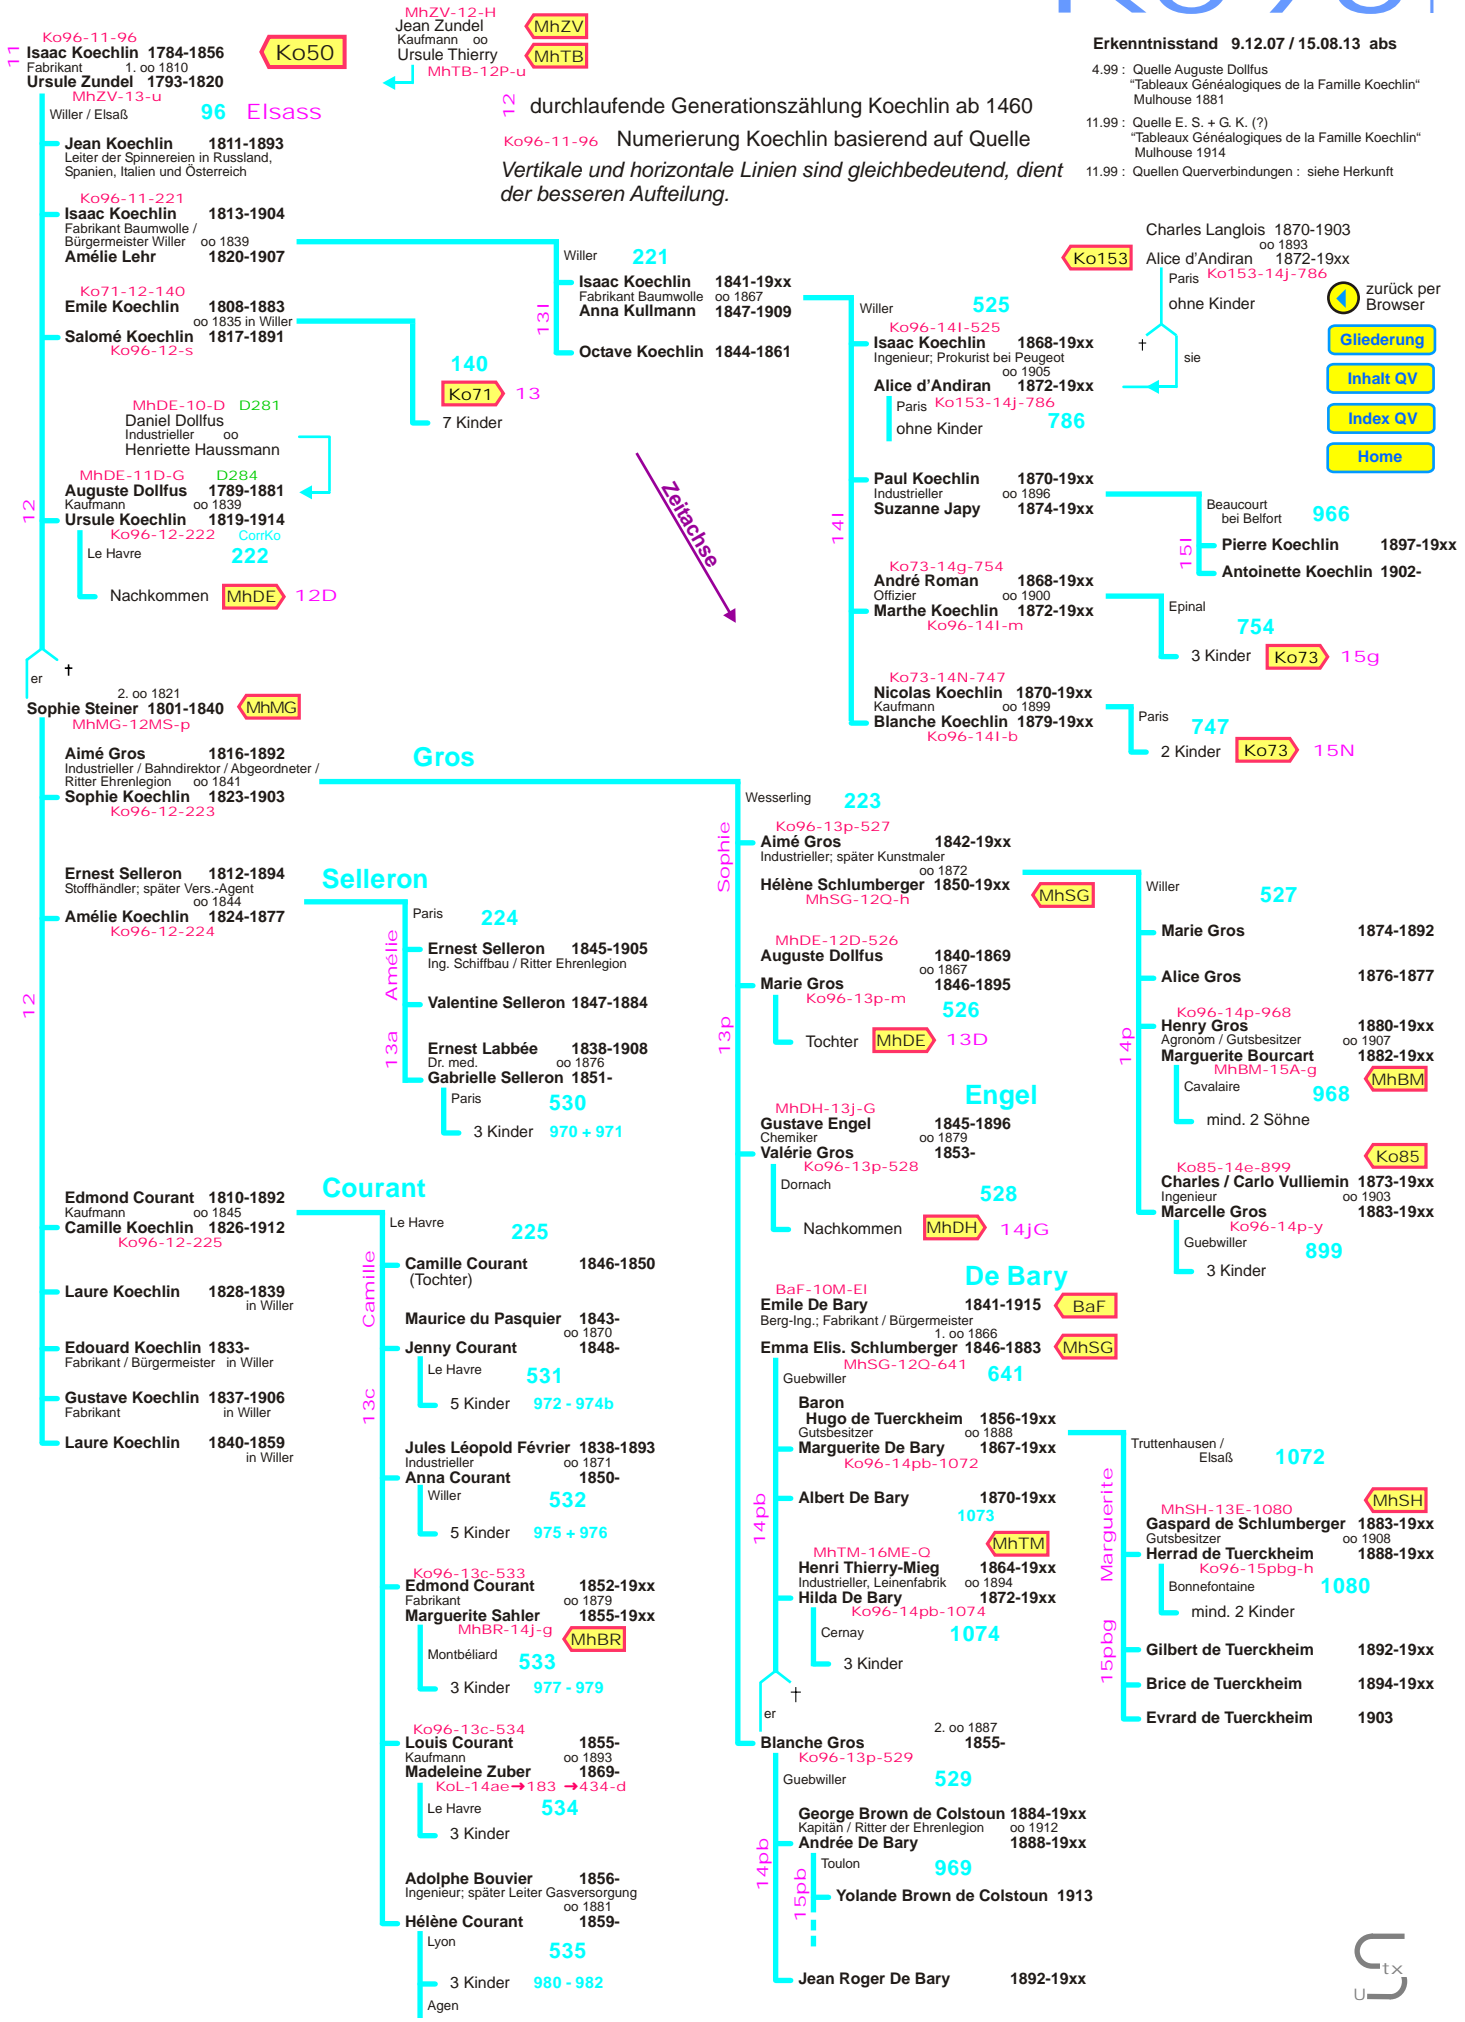 Ko96-11-96
Isaac Koechlin 1784-1856
Fabrikant 1. oo 1810
Ursule Zundel 1793-1820
MhZV-13-u
Willer / Elsaß
11
Ko50
96 Elsass
MhZV-12-H
Jean Zundel
Kaufmann oo
Ursule Thierry
MhTB-12P-u
MhZV
MhTB
12 durchlaufende Generationszählung Koechlin ab 1460
Ko96-11-96 Numerierung Koechlin basierend auf Quelle
Vertikale und horizontale Linien sind gleichbedeutend, dient
der besseren Aufteilung.
Erkenntnisstand 9.12.07 / 15.08.13 abs
4.99 : Quelle Auguste Dollfus
"Tableaux Généalogiques de la Famille Koechlin"
Mulhouse 1881
11.99 : Quelle E. S. + G. K. (?)
"Tableaux Généalogiques de la Famille Koechlin"
Mulhouse 1914
11.99 : Quellen Querverbindungen : siehe Herkunft
zurück per
Browser
Gliederung
Inhalt QV
Index QV
Home
Jean Koechlin 1811-1893
Leiter der Spinnereien in Russland,
Spanien, Italien und Österreich
Ko96-11-221
Isaac Koechlin 1813-1904
Fabrikant Baumwolle /
Bürgermeister Willer oo 1839
Amélie Lehr 1820-1907
Ko71-12-140
Emile Koechlin 1808-1883
oo 1835 in Willer
Salomé Koechlin 1817-1891
Ko96-12-s
140
Ko71 13
7 Kinder
MhDE-10-D D281
Daniel Dollfus
Industrieller oo
Henriette Haussmann
MhDE-11D-G D284
Auguste Dollfus 1789-1881
Kaufmann oo 1839
Ursule Koechlin 1819-1914
Ko96-12-222 CorrKo
Le Havre 222
Nachkommen MhDE 12D
12
er †
2. oo 1821
Sophie Steiner 1801-1840
MhMG
MhMG-12MS-p
Zeitachse
Willer 221
13I
Isaac Koechlin 1841-19xx
Fabrikant Baumwolle oo 1867
Anna Kullmann 1847-1909
Octave Koechlin 1844-1861
Willer 525
14I
Ko96-14I-525
Isaac Koechlin 1868-19xx
Ingenieur; Prokurist bei Peugeot
oo 1905
Alice d'Andiran 1872-19xx
Paris Ko153-14j-786
ohne Kinder 786
Charles Langlois 1870-1903
oo 1893
Ko153
Alice d'Andiran 1872-19xx
Paris Ko153-14j-786
ohne Kinder
† sie
Paul Koechlin 1870-19xx
Industrieller oo 1896
Suzanne Japy 1874-19xx
Beaucourt
bei Belfort 966
15I
Pierre Koechlin 1897-19xx
Antoinette Koechlin 1902-
Ko73-14g-754
André Roman 1868-19xx
Offizier oo 1900
Marthe Koechlin 1872-19xx
Ko96-14I-m
Epinal
754
3 Kinder Ko73 15g
Ko73-14N-747
Nicolas Koechlin 1870-19xx
Kaufmann oo 1899
Blanche Koechlin 1879-19xx
Ko96-14I-b
Paris 747
2 Kinder Ko73 15N
12
Aimé Gros 1816-1892
Industrieller / Bahndirektor / Abgeordneter /
Ritter Ehrenlegion oo 1841
Sophie Koechlin 1823-1903
Ko96-12-223
Gros
Ernest Selleron 1812-1894
Stoffhändler; später Vers.-Agent
oo 1844
Amélie Koechlin 1824-1877
Ko96-12-224
Selleron
Paris 224
13a Amélie
Ernest Selleron 1845-1905
Ing. Schiffbau / Ritter Ehrenlegion
Valentine Selleron 1847-1884
Ernest Labbée 1838-1908
Dr. med. oo 1876
Gabrielle Selleron 1851-
Paris 530
3 Kinder 970 + 971
Edmond Courant 1810-1892
Kaufmann oo 1845
Camille Koechlin 1826-1912
Ko96-12-225
Laure Koechlin 1828-1839
in Willer
Edouard Koechlin 1833-
Fabrikant / Bürgermeister in Willer
Gustave Koechlin 1837-1906
Fabrikant in Willer
Laure Koechlin 1840-1859
in Willer
Courant
Le Havre 225
13c Camille
Camille Courant 1846-1850
(Tochter)
Maurice du Pasquier 1843-
oo 1870
Jenny Courant 1848-
Le Havre 531
5 Kinder 972 - 974b
Jules Léopold Février 1838-1893
Industrieller oo 1871
Anna Courant 1850-
Willer 532
5 Kinder 975 + 976
Ko96-13c-533
Edmond Courant 1852-19xx
Fabrikant oo 1879
Marguerite Sahler 1855-19xx
MhBR-14j-g MhBR
Montbéliard 533
3 Kinder 977 - 979
Ko96-13c-534
Louis Courant 1855-
Kaufmann oo 1893
Madeleine Zuber 1869-
KoL-14ae→183 →434-d
Le Havre 534
3 Kinder
Adolphe Bouvier 1856-
Ingenieur; später Leiter Gasversorgung
oo 1881
Hélène Courant 1859-
Lyon 535
3 Kinder 980 - 982
Agen
Wesserling 223
13p Sophie
Ko96-13p-527
Aimé Gros 1842-19xx
Industrieller; später Kunstmaler
oo 1872
Hélène Schlumberger 1850-19xx
MhSG-12Q-h
MhSG
MhDE-12D-526
Auguste Dollfus 1840-1869
oo 1867
Marie Gros 1846-1895
Ko96-13p-m
526
Tochter MhDE 13D
Engel
MhDH-13j-G
Gustave Engel 1845-1896
Chemiker oo 1879
Valérie Gros 1853-
Ko96-13p-528
Dornach 528
Nachkommen MhDH 14jG
De Bary
BaF-10M-EI
Emile De Bary 1841-1915
BaF
Berg-Ing.; Fabrikant / Bürgermeister
1. oo 1866
Emma Elis. Schlumberger 1846-1883
MhSG
MhSG-12Q-641
Guebwiller 641
14pb
Baron
Hugo de Tuerckheim 1856-19xx
Gutsbesitzer oo 1888
Marguerite De Bary 1867-19xx
Ko96-14pb-1072
Albert De Bary 1870-19xx
1073
MhTM
MhTM-16ME-Q
Henri Thierry-Mieg 1864-19xx
Industrieller, Leinenfabrik oo 1894
Hilda De Bary 1872-19xx
Ko96-14pb-1074
Cernay 1074
3 Kinder
er †
2. oo 1887
Blanche Gros 1855-
Ko96-13p-529
Guebwiller 529
14pb
George Brown de Colstoun 1884-19xx
Kapitän / Ritter der Ehrenlegion oo 1912
Andrée De Bary 1888-19xx
Toulon 969
15pb
Yolande Brown de Colstoun 1913
Jean Roger De Bary 1892-19xx
Willer 527
14p
Marie Gros 1874-1892
Alice Gros 1876-1877
Ko96-14p-968
Henry Gros 1880-19xx
Agronom / Gutsbesitzer oo 1907
Marguerite Bourcart 1882-19xx
MhBM-15A-g
MhBM
Cavalaire 968
mind. 2 Söhne
Ko85
Ko85-14e-899
Charles / Carlo Vulliemin 1873-19xx
Ingenieur oo 1903
Marcelle Gros 1883-19xx
Ko96-14p-y
Guebwiller 899
3 Kinder
Truttenhausen /
Elsaß 1072
15pbg Marguerite
MhSH
MhSH-13E-1080
Gaspard de Schlumberger 1883-19xx
Gutsbesitzer oo 1908
Herrad de Tuerckheim 1888-19xx
Ko96-15pbg-h
Bonnefontaine 1080
mind. 2 Kinder
Gilbert de Tuerckheim 1892-19xx
Brice de Tuerckheim 1894-19xx
Evrard de Tuerckheim 1903
U S tx